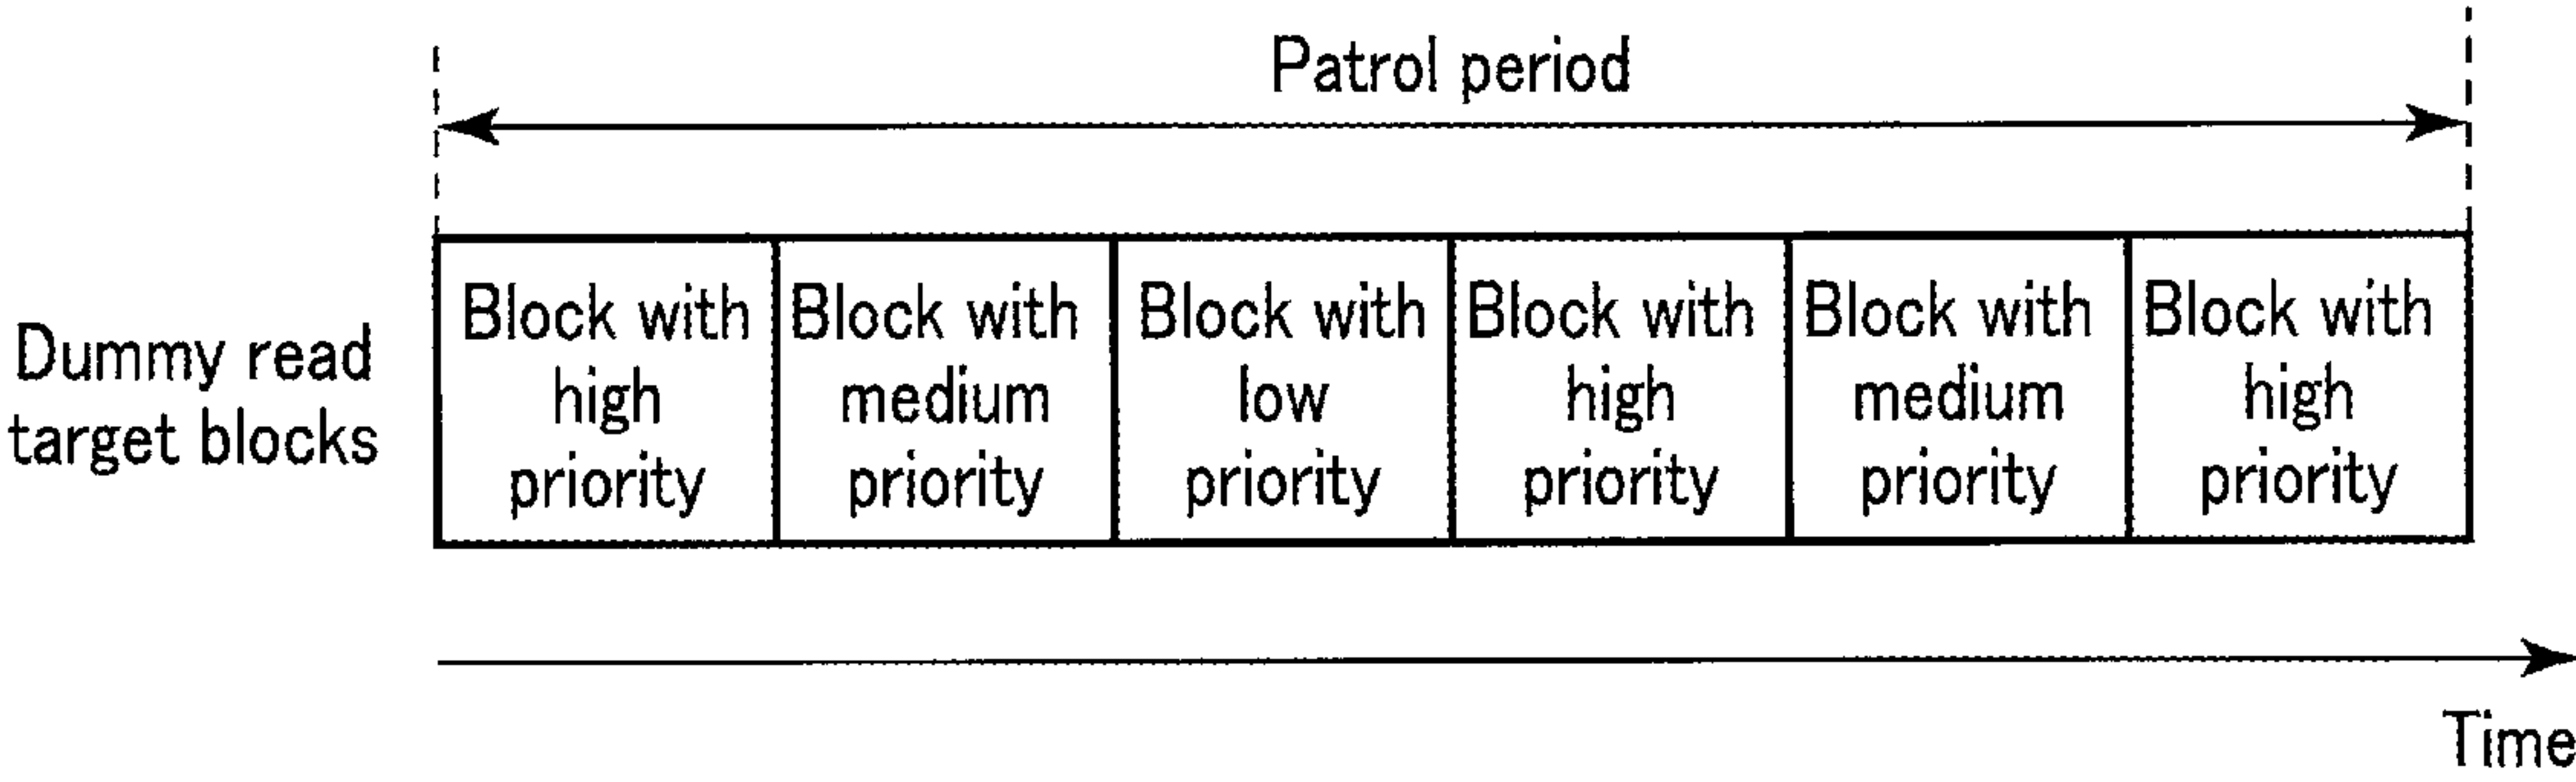 Patrol period
Dummy read
target blocks
Block with
high
priority
Block with
medium
priority
Block with
low
priority
Block with
high
priority
Block with
medium
priority
Block with
high
priority
Time